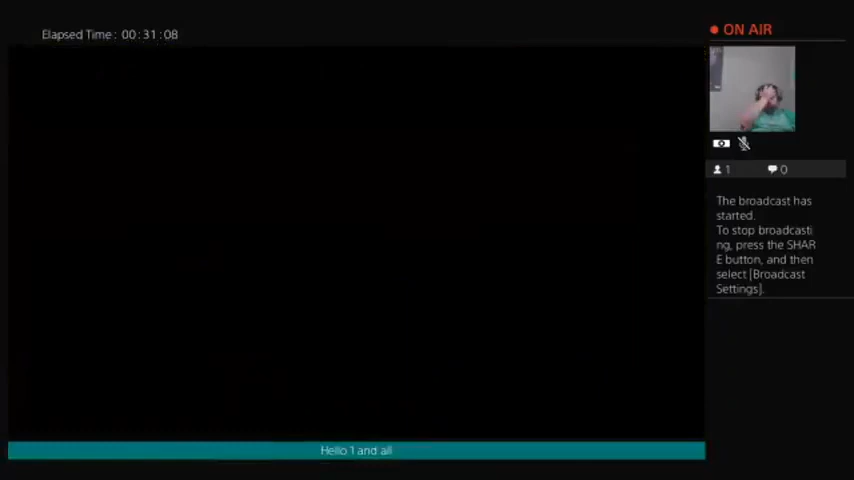 Elapsed Time: 00:31:08
ON AIR
1 0
The broadcast has
started.
To stop broadcasti
ng, press the SHAR
E button, and then
select [Broadcast
Settings].
Hello 1 and all